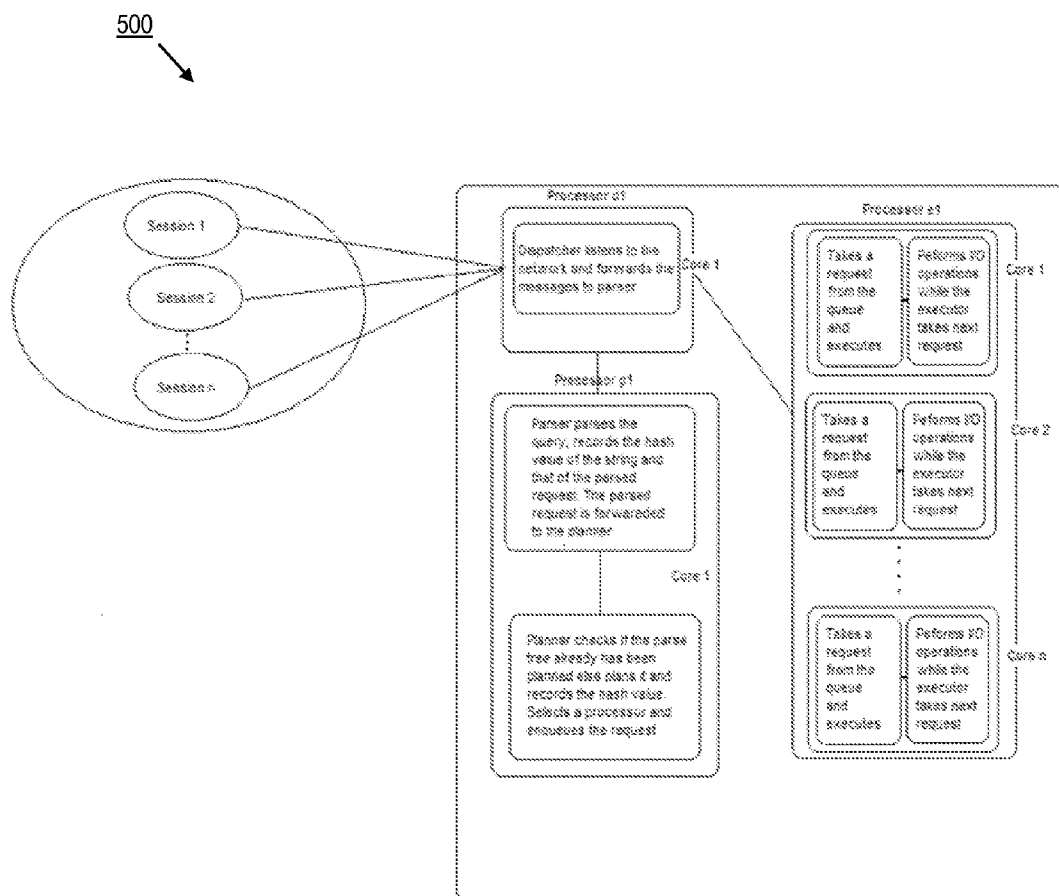 500
Session 1
Session 2
Session n
Processor d1
Dispatcher listens to the
network and forwards the
messages to parser
Core 1
Processor p1
Parser parses the
query, records the hash
value of the string and
that of the parsed
request. The parsed
request is forwareded
to the planner
Core 1
Planner checks if the parse
tree already has been
planned else plans it and
records the hash value.
Selects a processor and
enqueues the request
Processor e1
Takes a
request
from the
queue
and
executes
Peforms I/O
operations
while the
executor
takes next
request
Core 1
Takes a
request
from the
queue
and
executes
Peforms I/O
operations
while the
executor
takes next
request
Core 2
Takes a
request
from the
queue
and
executes
Peforms I/O
operations
while the
executor
takes next
request
Core n